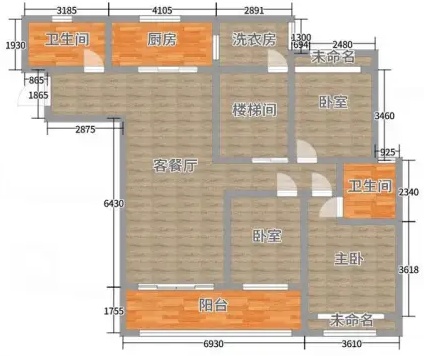 3185 4105 2891
1930 卫生间 厨房 洗衣房 1300
694 2480
未命名
865
1865
2875
楼梯间 卧室 3460
客餐厅
925
卫生间 2340
6430
卧室 主卧
3618
1755 阳台 未命名
6930 3610